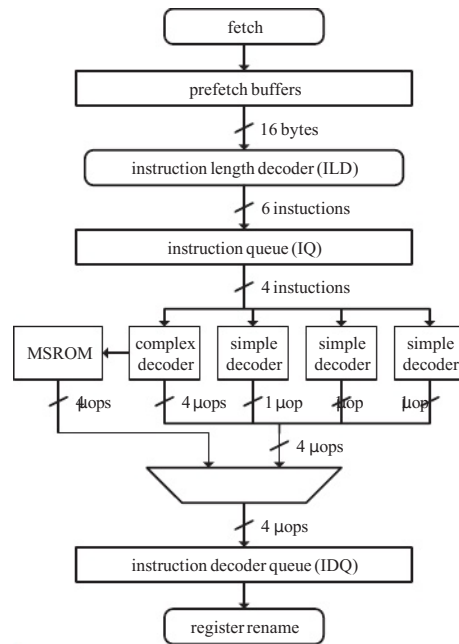 fetch
prefetch buffers
16 bytes
instruction length decoder (ILD)
6 instuctions
instruction queue (IQ)
4 instuctions
MSROM
complex
decoder
simple
decoder
simple
decoder
simple
decoder
4μops
4 μops
1 μop
μop
μop
4 μops
4 μops
instruction decoder queue (IDQ)
register rename